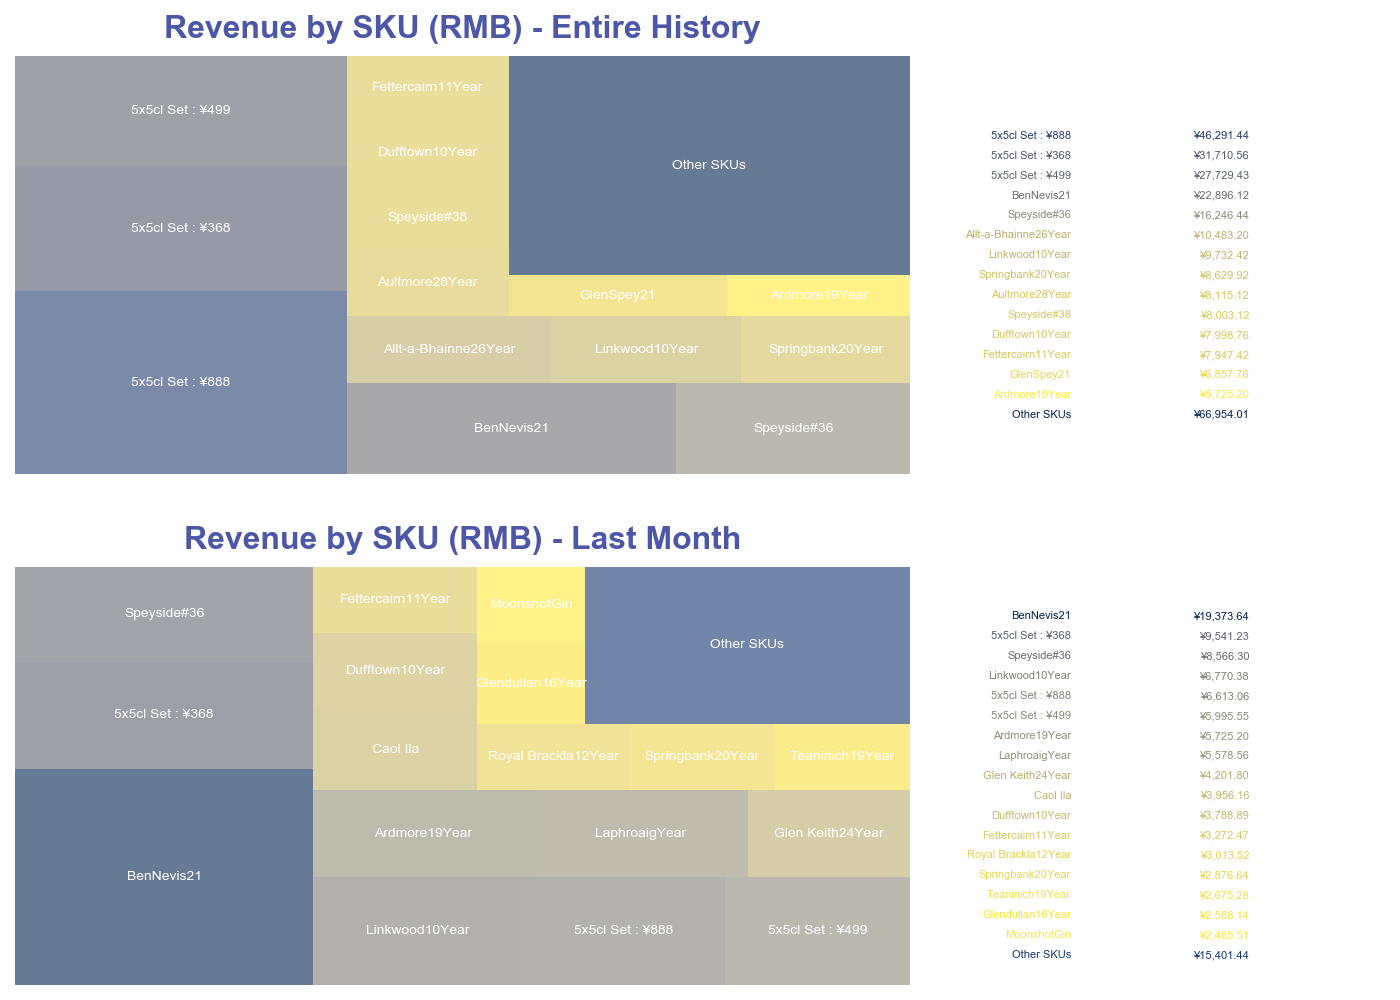 Revenue by SKU (RMB) - Entire History
5x5cl Set : ¥499
5x5cl Set : ¥368
5x5cl Set : ¥888
Fettercairn11Year
Dufftown10Year
Speyside#38
Aultmore28Year
Other SKUs
GlenSpey21
Ardmore19Year
Allt-a-Bhainne26Year
Linkwood10Year
Springbank20Year
BenNevis21
Speyside#36
5x5cl Set : ¥888 ¥46,291.44
5x5cl Set : ¥368 ¥31,710.56
5x5cl Set : ¥499 ¥27,729.43
BenNevis21 ¥22,896.12
Speyside#36 ¥16,246.44
Allt-a-Bhainne26Year ¥10,483.20
Linkwood10Year ¥9,732.42
Springbank20Year ¥8,629.92
Aultmore28Year ¥8,115.12
Speyside#38 ¥8,003.12
Dufftown10Year ¥7,998.76
Fettercairn11Year ¥7,947.42
GlenSpey21 ¥6,857.76
Ardmore19Year ¥5,725.20
Other SKUs ¥66,954.01
Revenue by SKU (RMB) - Last Month
Speyside#36
5x5cl Set : ¥368
BenNevis21
Fettercairn11Year
Dufftown10Year
Caol Ila
MoonshotGin
Glendullan16Year
Other SKUs
Royal Brackla12Year
Springbank20Year
Teaninich19Year
Ardmore19Year
LaphroaigYear
Glen Keith24Year
Linkwood10Year
5x5cl Set : ¥888
5x5cl Set : ¥499
BenNevis21 ¥19,373.64
5x5cl Set : ¥368 ¥9,541.23
Speyside#36 ¥8,566.30
Linkwood10Year ¥6,770.38
5x5cl Set : ¥888 ¥6,613.06
5x5cl Set : ¥499 ¥5,995.55
Ardmore19Year ¥5,725.20
LaphroaigYear ¥5,578.56
Glen Keith24Year ¥4,201.80
Caol Ila ¥3,956.16
Dufftown10Year ¥3,788.89
Fettercairn11Year ¥3,272.47
Royal Brackla12Year ¥3,013.52
Springbank20Year ¥2,876.64
Teaninich19Year ¥2,675.28
Glendullan16Year ¥2,588.14
MoonshotGin ¥2,485.51
Other SKUs ¥15,401.44